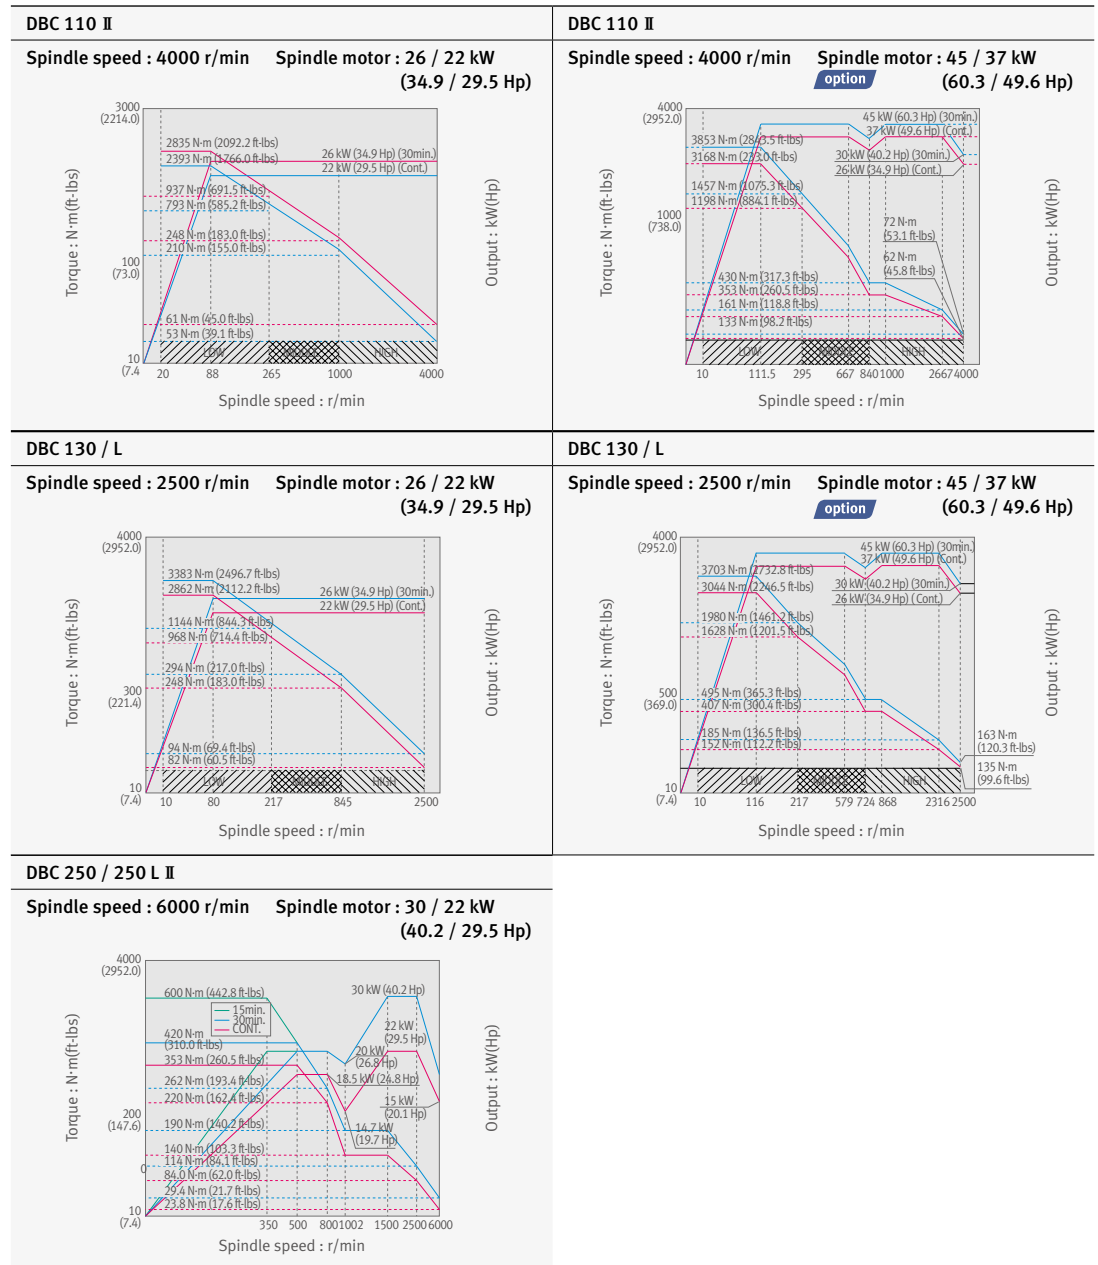 DBC 110 Ⅱ
Spindle speed : 4000 r/min Spindle motor : 26 / 22 kW
(34.9 / 29.5 Hp)
3000
(2214.0)
2835 N·m (2092.2 ft-lbs)
2393 N·m (1766.0 ft-lbs)
26 kW (34.9 Hp) (30min.)
22 kW (29.5 Hp) (Cont.)
937 N·m (691.5 ft-lbs)
793 N·m (585.2 ft-lbs)
248 N·m (183.0 ft-lbs)
210 N·m (155.0 ft-lbs)
100
(73.0)
61 N·m (45.0 ft-lbs)
53 N·m (39.1 ft-lbs)
LOW HIGH
10
(7.4
20 88 265 1000 4000
Torque : N·m(ft-lbs)
Output : kW(Hp)
Spindle speed : r/min
DBC 110 Ⅱ
Spindle speed : 4000 r/min Spindle motor : 45 / 37 kW
option (60.3 / 49.6 Hp)
4000
(2952.0)
45 kW (60.3 Hp) (30min.)
37 kW (49.6 Hp) (Cont.)
3853 N·m (2843.5 ft-lbs)
3168 N·m
30 kW (40.2 Hp) (30min.)
26 kW (34.9 Hp) (Cont.)
1457 N·m (1075.3 ft-lbs)
1198 N·m (884.1 ft-lbs)
1000
(738.0)
72 N·m
(53.1 ft-lbs)
62 N·m
(45.8 ft-lbs)
430 N·m (317.3 ft-lbs)
353 N·m (260.5 ft-lbs)
161 N·m (118.8 ft-lbs)
133 N·m (98.2 ft-lbs)
LOW HIGH
10 111.5 295 667 840 1000 2667 4000
Torque : N·m(ft-lbs)
Output : kW(Hp)
Spindle speed : r/min
DBC 130 / L
Spindle speed : 2500 r/min Spindle motor : 26 / 22 kW
(34.9 / 29.5 Hp)
4000
(2952.0)
3383 N·m (2496.7 ft-lbs)
2862 N·m (2112.2 ft-lbs)
26 kW (34.9 Hp) (30min.)
22 kW (29.5 Hp) (Cont.)
1144 N·m (844.3 ft-lbs)
968 N·m (714.4 ft-lbs)
294 N·m (217.0 ft-lbs)
248 N·m (183.0 ft-lbs)
300
(221.4)
94 N·m (69.4 ft-lbs)
82 N·m (60.5 ft-lbs)
LOW HIGH
10
(7.4)
10 80 217 845 2500
Torque : N·m(ft-lbs)
Output : kW(Hp)
Spindle speed : r/min
DBC 130 / L
Spindle speed : 2500 r/min Spindle motor : 45 / 37 kW
option (60.3 / 49.6 Hp)
4000
(2952.0)
45 kW (60.3 Hp) (30min.)
37 kW (49.6 Hp) (Cont.)
3703 N·m (2732.8 ft-lbs)
3044 N·m (2246.5 ft-lbs)
30 kW (40.2 Hp) (30min.)
26 kW (34.9 Hp) ( Cont.)
1980 N·m (1461.2 ft-lbs)
1628 N·m (1201.5 ft-lbs)
500
(369.0)
495 N·m (365.3 ft-lbs)
407 N·m (300.4 ft-lbs)
185 N·m (136.5 ft-lbs)
152 N·m (112.2 ft-lbs)
163 N·m
(120.3 ft-lbs)
135 N·m
(99.6 ft-lbs)
LOW HIGH
10
(7.4)
10 116 217 579 724 868 2316 2500
Torque : N·m(ft-lbs)
Output : kW(Hp)
Spindle speed : r/min
DBC 250 / 250 L Ⅱ
Spindle speed : 6000 r/min Spindle motor : 30 / 22 kW
(40.2 / 29.5 Hp)
4000
(2952.0)
600 N·m (442.8 ft-lbs)
30 kW (40.2 Hp)
15min.
30min.
CONT.
420 N·m
(310.0 ft-lbs)
22 kW
(29.5 Hp)
353 N·m (260.5 ft-lbs)
20 kW
(26.8 Hp)
262 N·m (193.4 ft-lbs)
18.5 kW (24.8 Hp)
220 N·m (162.4 ft-lbs)
15 kW
(20.1 Hp)
200
(147.6)
190 N·m (140.2 ft-lbs)
14.7 kW
(19.7 Hp)
140 N·m (103.3 ft-lbs)
114 N·m (84.1 ft-lbs)
0
84.0 N·m (62.0 ft-lbs)
29.4 N·m (21.7 ft-lbs)
23.8 N·m (17.6 ft-lbs)
10
(7.4)
350 500 800 1002 1500 2500 6000
Torque : N·m(ft-lbs)
Output : kW(Hp)
Spindle speed : r/min